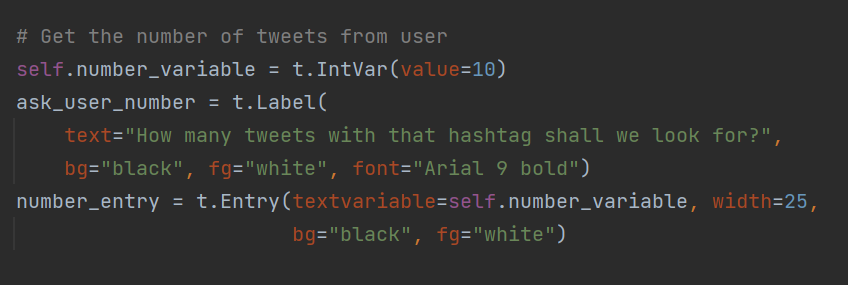 # Get the number of tweets from user
self.number_variable = t.IntVar(value=10)
ask_user_number = t.Label(
    text="How many tweets with that hashtag shall we look for?",
    bg="black", fg="white", font="Arial 9 bold")
number_entry = t.Entry(textvariable=self.number_variable, width=25,
                       bg="black", fg="white")